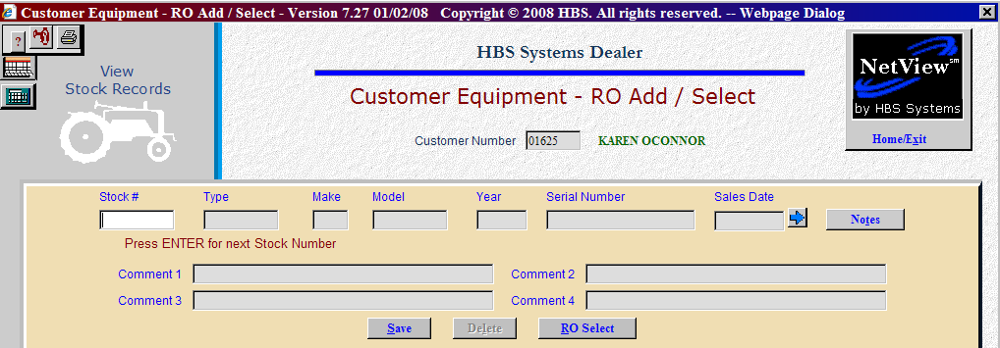 Customer Equipment - RO Add / Select - Version 7.27 01/02/08 Copyright © 2008 HBS. All rights reserved. -- Webpage Dialog
?
View
Stock Records
HBS Systems Dealer
Customer Equipment - RO Add / Select
Customer Number 01625 KAREN OCONNOR
NetView SM
by HBS Systems
Home/Exit
Stock # Type Make Model Year Serial Number Sales Date
Notes
Press ENTER for next Stock Number
Comment 1 Comment 2
Comment 3 Comment 4
Save Delete RO Select